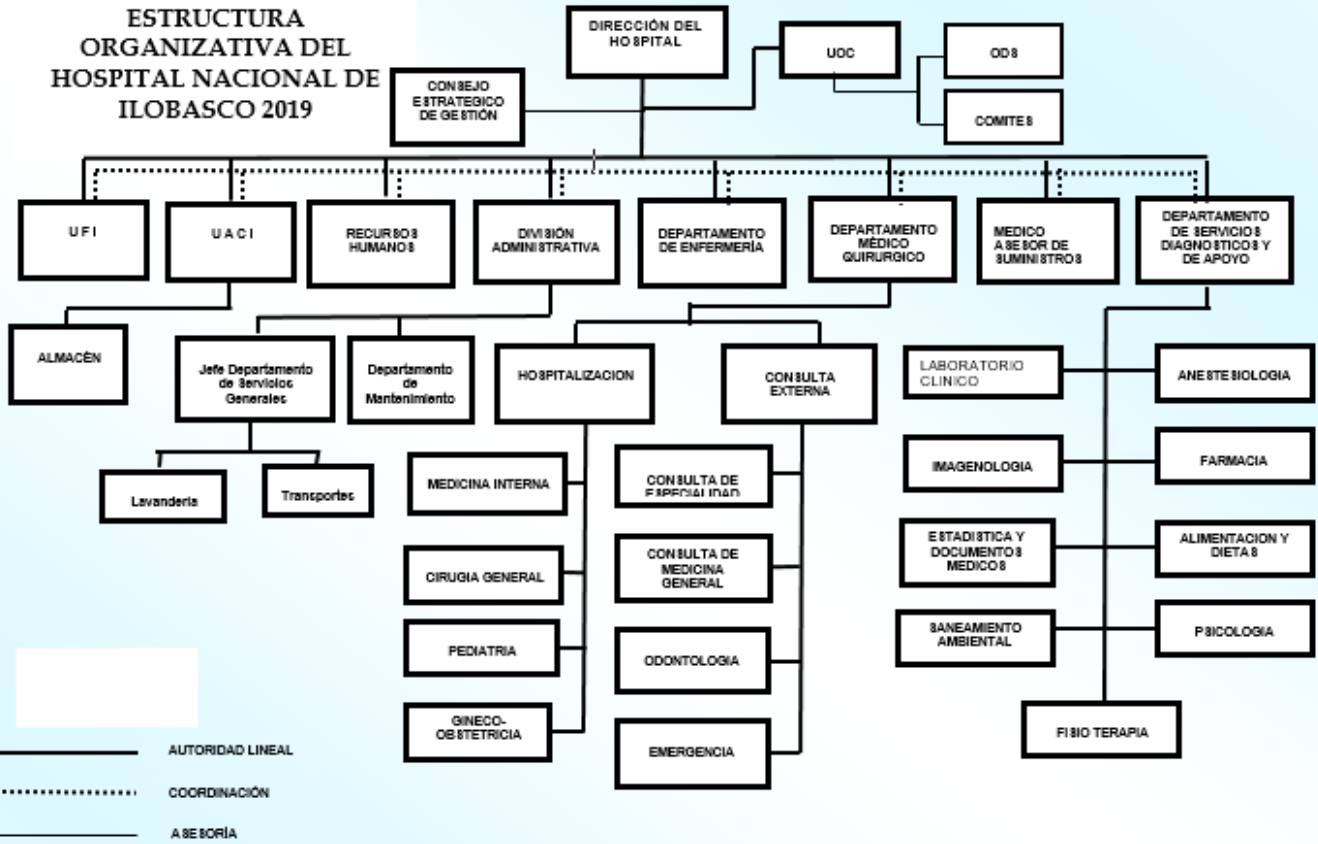 ESTRUCTURA
ORGANIZATIVA DEL
HOSPITAL NACIONAL DE
ILOBASCO 2019
DIRECCIÓN DEL
HOSPITAL
UOC
ODS
COMITES
CONSEJO
ESTRATEGICO
DE GESTIÓN
UFI
UACI
RECURSOS
HUMANOS
DIVISIÓN
ADMINISTRATIVA
DEPARTAMENTO
DE ENFERMERÍA
DEPARTAMENTO
MÉDICO
QUIRURGICO
MEDICO
ASESOR DE
SUMINISTROS
DEPARTAMENTO
DE SERVICIOS
DIAGNOSTICOS Y
DE APOYO
ALMACÉN
Jefe Departamento
de Servicios
Generales
Departamento
de
Mantenimiento
HOSPITALIZACION
CONSULTA
EXTERNA
LABORATORIO
CLINICO
ANESTESIOLOGIA
Lavandería
Transportes
MEDICINA INTERNA
CONSULTA DE
ESPECIALIDAD
IMAGENOLOGIA
FARMACIA
CIRUGIA GENERAL
CONSULTA DE
MEDICINA
GENERAL
ESTADISTICA Y
DOCUMENTOS
MEDICOS
ALIMENTACION Y
DIETAS
PEDIATRIA
ODONTOLOGIA
SANEAMIENTO
AMBIENTAL
PSICOLOGIA
GINECO-
OBSTETRICIA
EMERGENCIA
FISIO TERAPIA
AUTORIDAD LINEAL
COORDINACIÓN
ASESORÍA